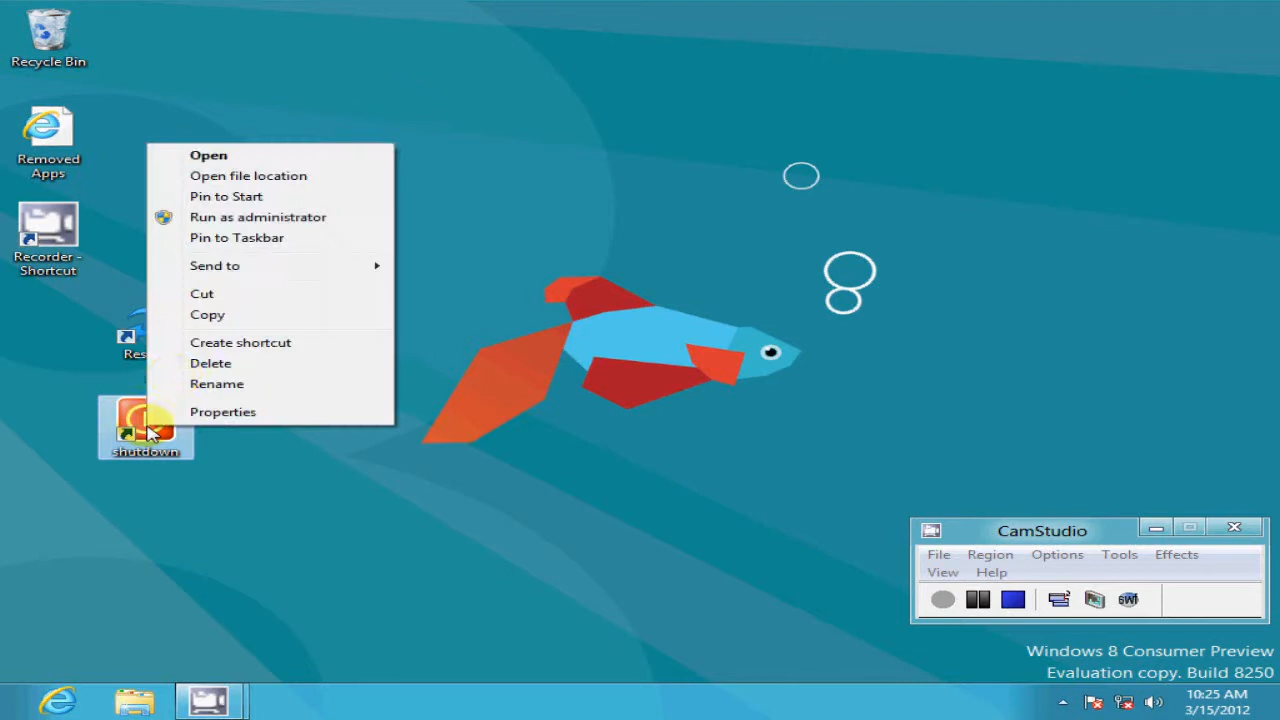 Recycle Bin
Removed
Apps
Recorder -
Shortcut
Res
shutdown
Open
Open file location
Pin to Start
Run as administrator
Pin to Taskbar
Send to
Cut
Copy
Create shortcut
Delete
Rename
Properties
CamStudio
File Region Options Tools Effects
View Help
SWF
Windows 8 Consumer Preview
Evaluation copy. Build 8250
10:25 AM
3/15/2012